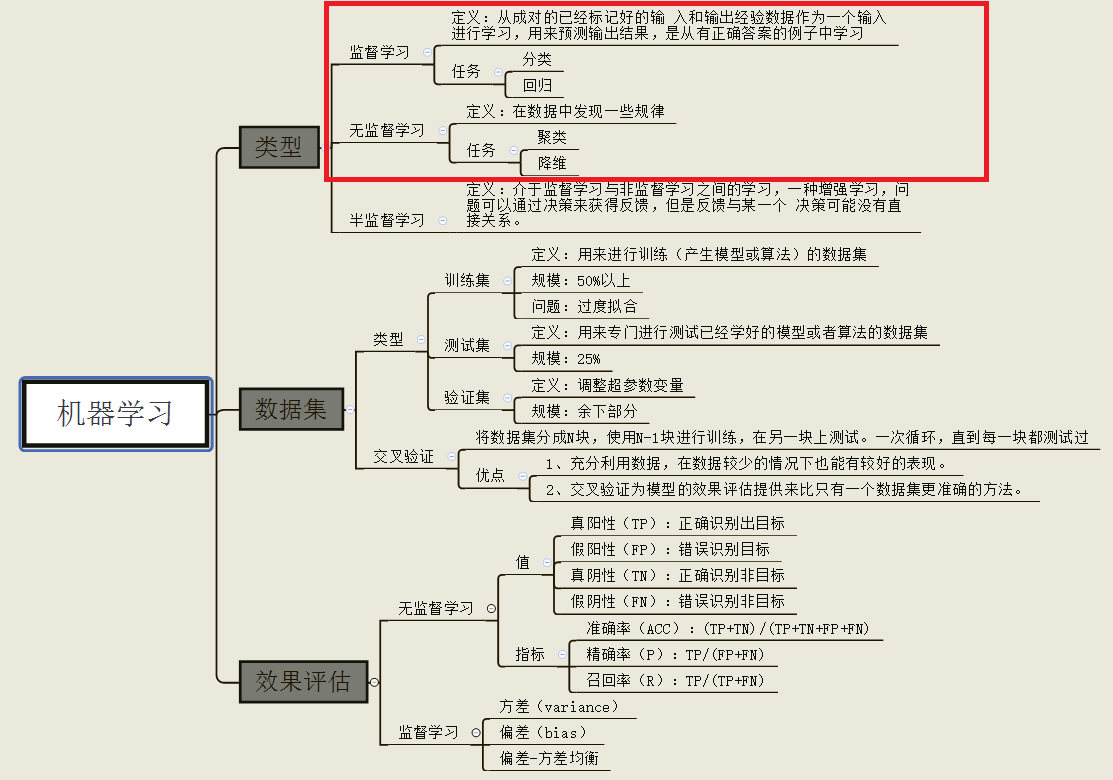 机器学习
类型
监督学习
定义：从成对的已经标记好的输 入和输出经验数据作为一个输入
进行学习，用来预测输出结果，是从有正确答案的例子中学习
任务
分类
回归
无监督学习
定义：在数据中发现一些规律
任务
聚类
降维
半监督学习
定义：介于监督学习与非监督学习之间的学习，一种增强学习，问
题可以通过决策来获得反馈，但是反馈与某一个 决策可能没有直
接关系。
数据集
类型
训练集
定义：用来进行训练（产生模型或算法）的数据集
规模：50%以上
问题：过度拟合
测试集
定义：用来专门进行测试已经学好的模型或者算法的数据集
规模：25%
验证集
定义：调整超参数变量
规模：余下部分
交叉验证
将数据集分成N块，使用N-1块进行训练，在另一块上测试。一次循环，直到每一块都测试过
优点
1、充分利用数据，在数据较少的情况下也能有较好的表现。
2、交叉验证为模型的效果评估提供来比只有一个数据集更准确的方法。
效果评估
无监督学习
值
真阳性（TP）：正确识别出目标
假阳性（FP）：错误识别目标
真阴性（TN）：正确识别非目标
假阴性（FN）：错误识别非目标
指标
准确率（ACC）：(TP+TN)/(TP+TN+FP+FN)
精确率（P）：TP/(FP+FN)
召回率（R）：TP/(TP+FN)
监督学习
方差（variance）
偏差（bias）
偏差-方差均衡